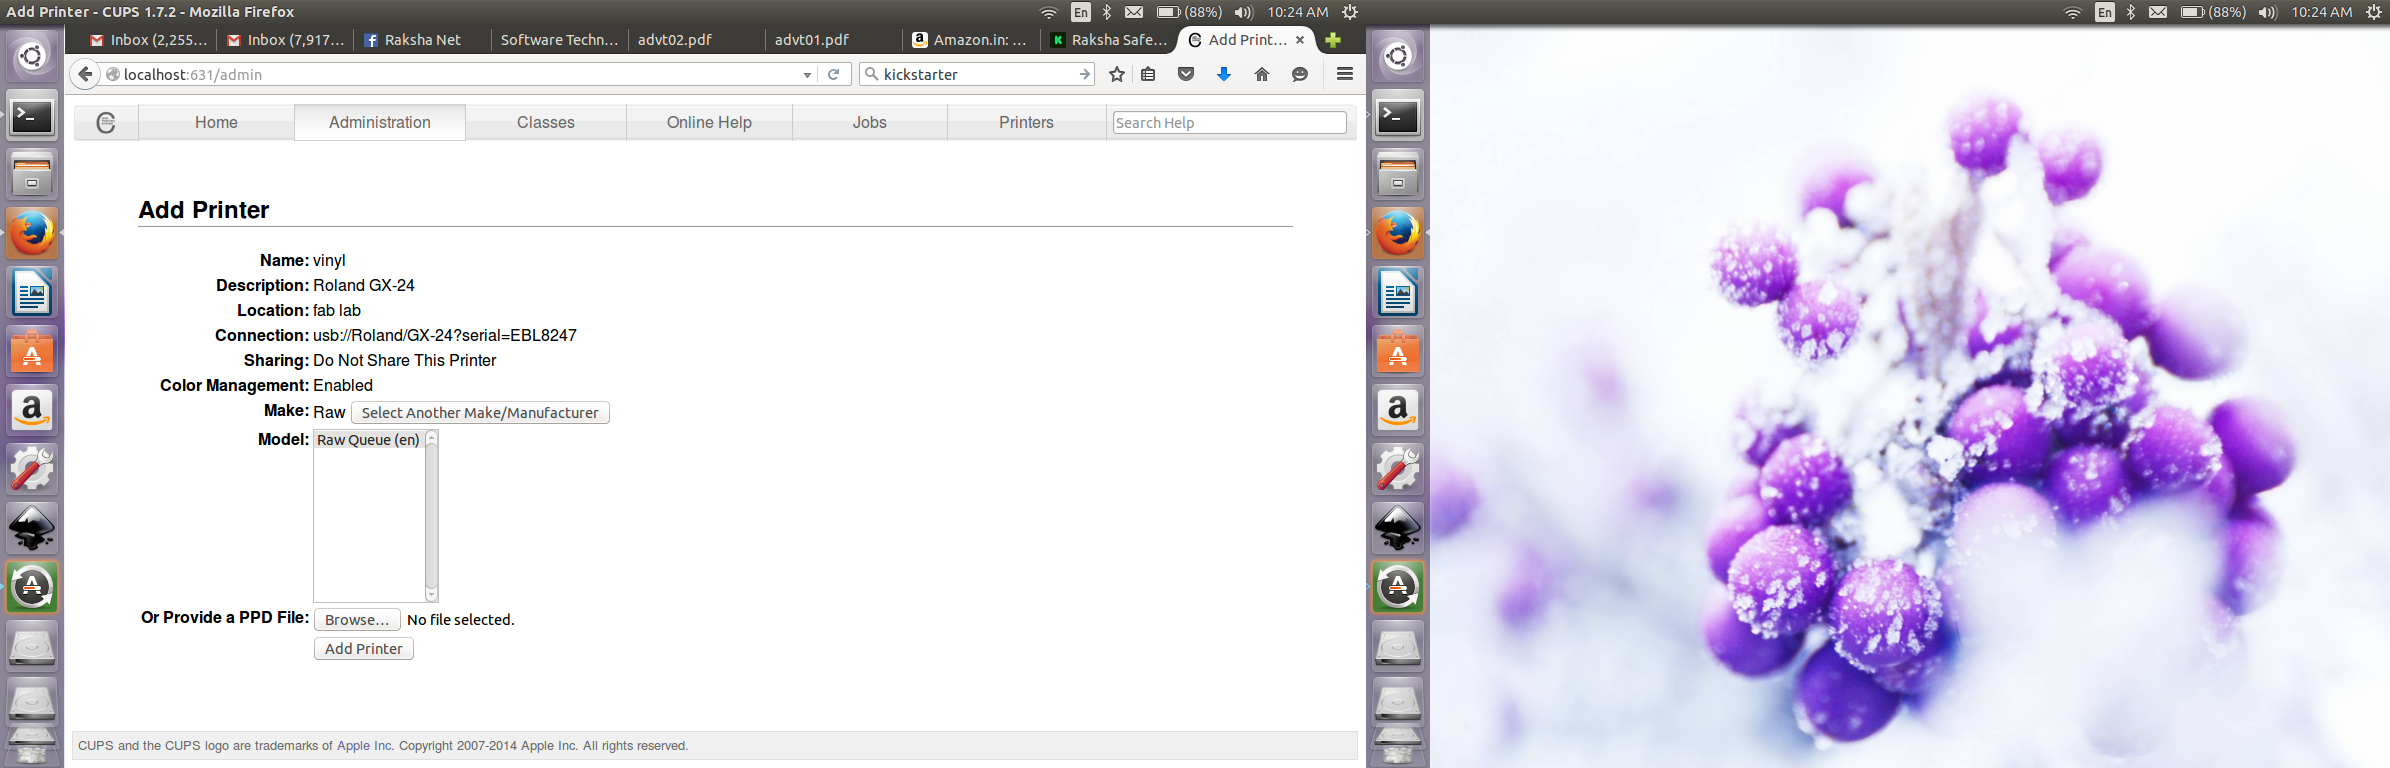 Add Printer - CUPS 1.7.2 - Mozilla Firefox
En (88%) 10:24 AM
En (88%) 10:24 AM
Inbox (2,255... Inbox (7,917... Raksha Net Software Techn... advt02.pdf advt01.pdf Amazon.in: ... Raksha Safe... Add Print...
localhost:631/admin kickstarter
Home Administration Classes Online Help Jobs Printers Search Help
Add Printer
Name: vinyl
Description: Roland GX-24
Location: fab lab
Connection: usb://Roland/GX-24?serial=EBL8247
Sharing: Do Not Share This Printer
Color Management: Enabled
Make: Raw Select Another Make/Manufacturer
Model: Raw Queue (en)
Or Provide a PPD File: Browse... No file selected.
Add Printer
CUPS and the CUPS logo are trademarks of Apple Inc. Copyright 2007-2014 Apple Inc. All rights reserved.